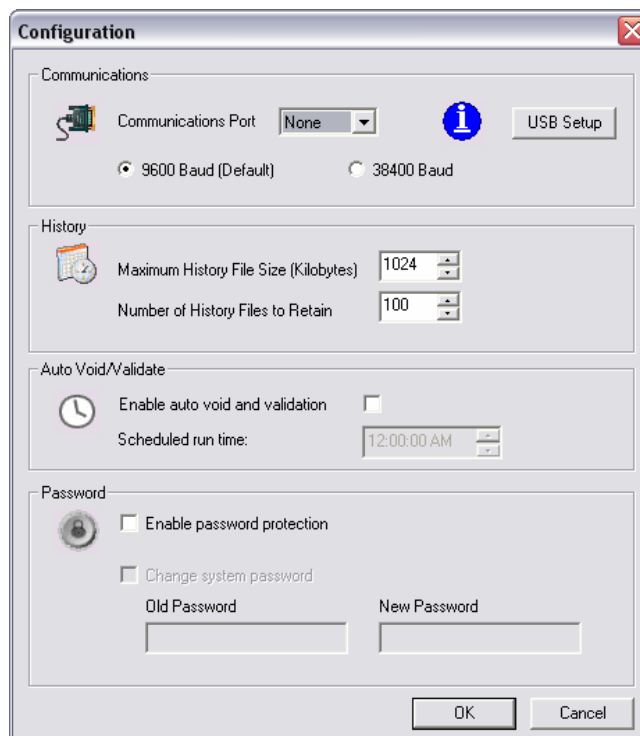 Configuration
Communications
Communications Port None USB Setup
9600 Baud (Default) 38400 Baud
History
Maximum History File Size (Kilobytes) 1024
Number of History Files to Retain 100
Auto Void/Validate
Enable auto void and validation
Scheduled run time: 12:00:00 AM
Password
Enable password protection
Change system password
Old Password New Password
OK Cancel